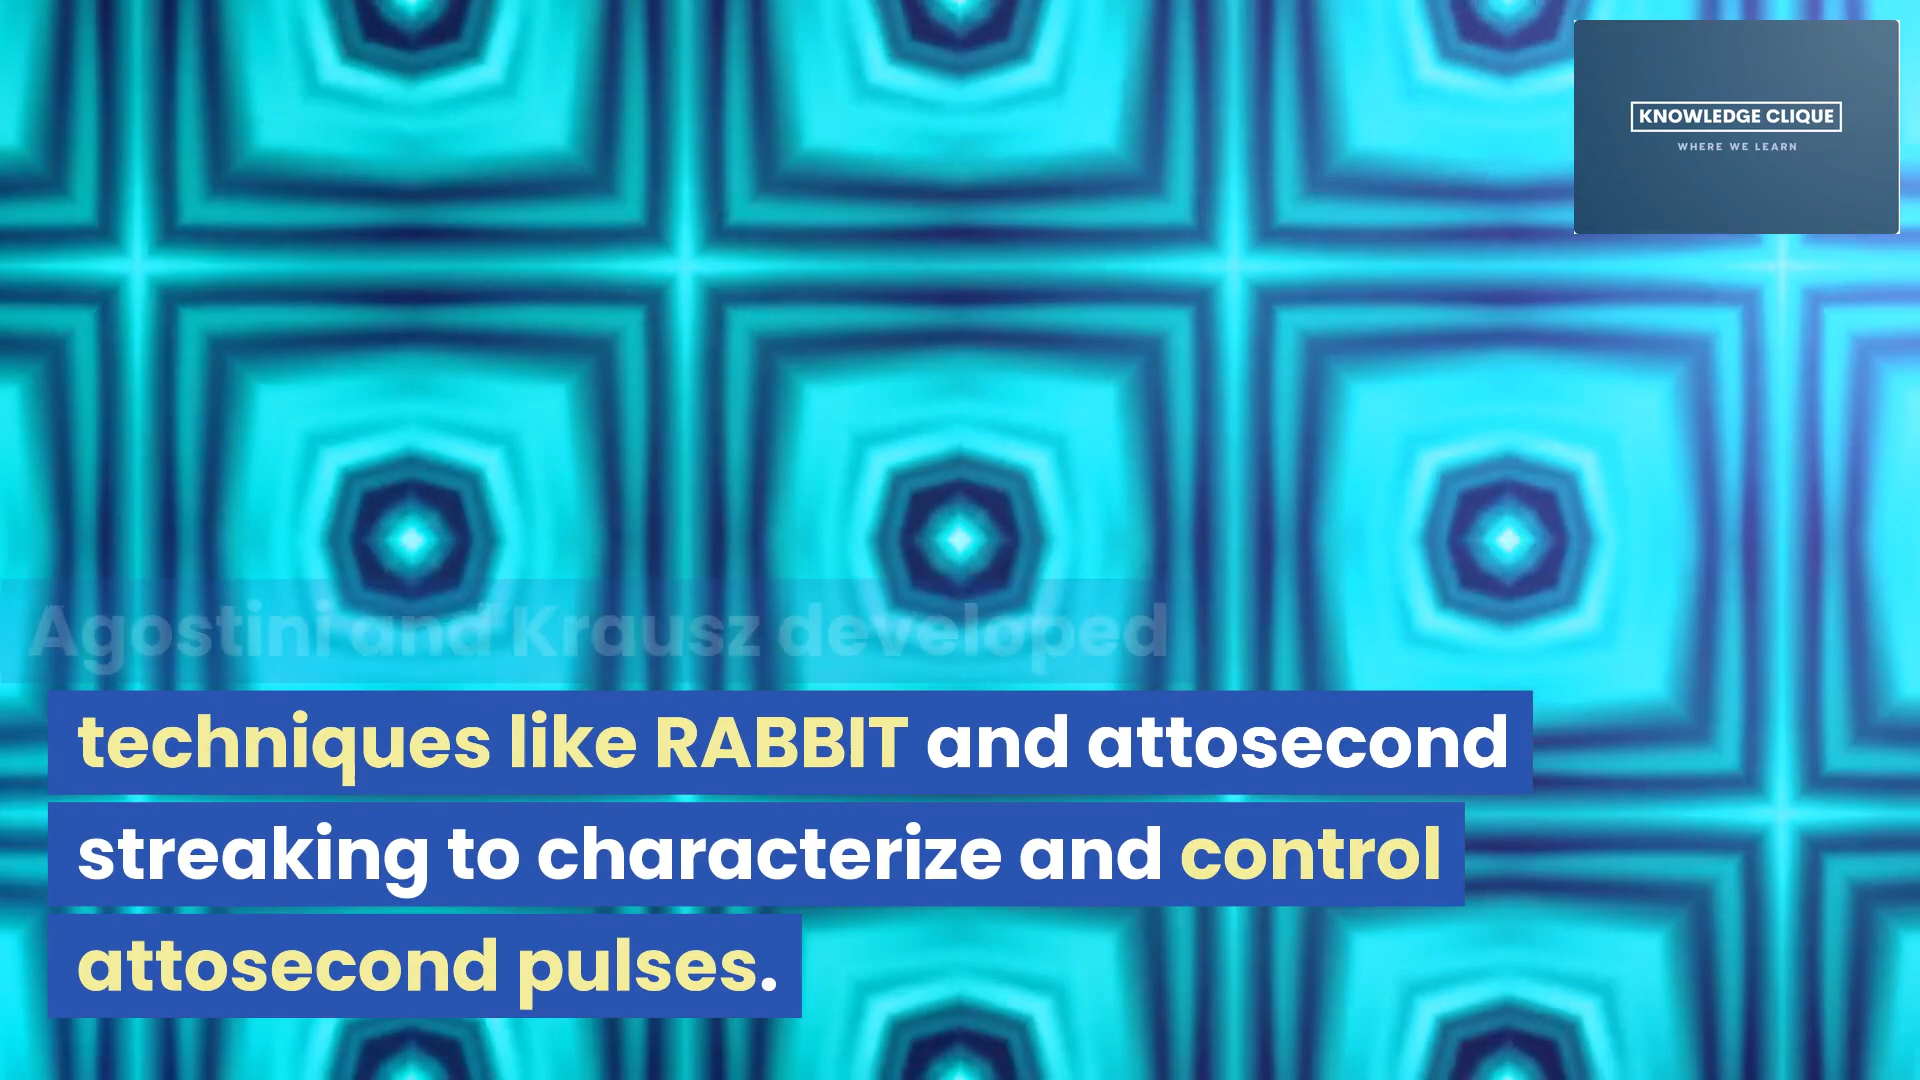 KNOWLEDGE CLIQUE
WHERE WE LEARN
Agostini and Krausz developed
techniques like RABBIT and attosecond
streaking to characterize and control
attosecond pulses.